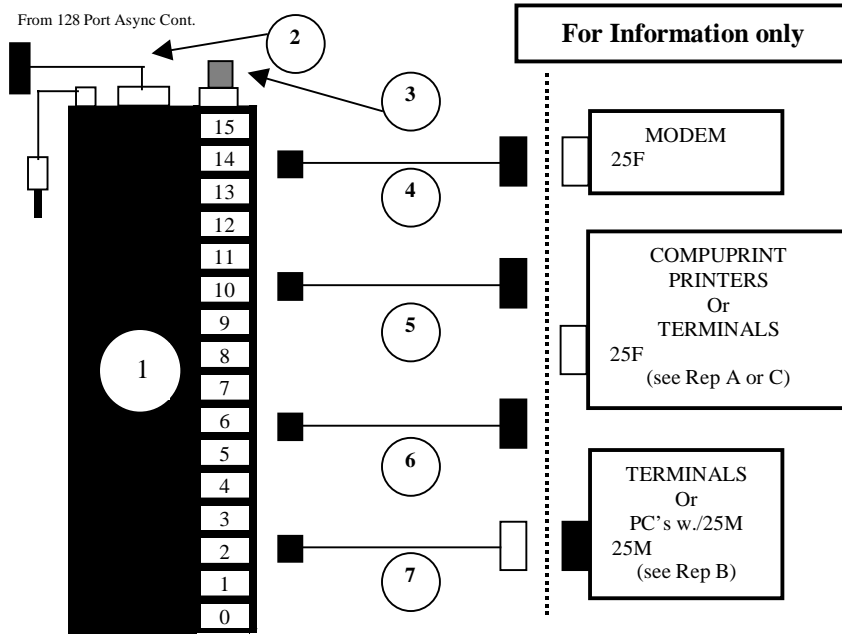 From 128 Port Async Cont.
2
For Information only
3
15
14
13
12
11
10
9
8
7
6
5
4
3
2
1
0
1
4
5
6
7
MODEM
25F
COMPUPRINT
PRINTERS
Or
TERMINALS
25F
(see Rep A or C)
TERMINALS
Or
PC's w./25M
25M
(see Rep B)